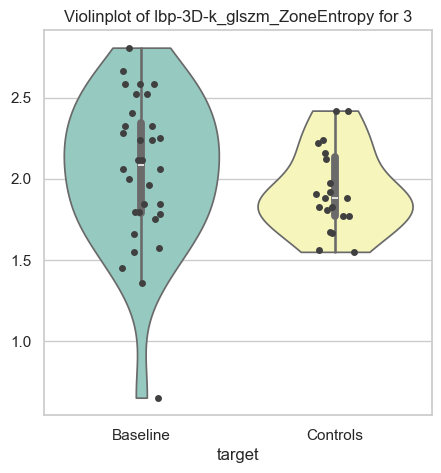 Violinplot of lbp-3D-k_glszm_ZoneEntropy for 3
2.5
2.0
1.5
1.0
Baseline
Controls
target